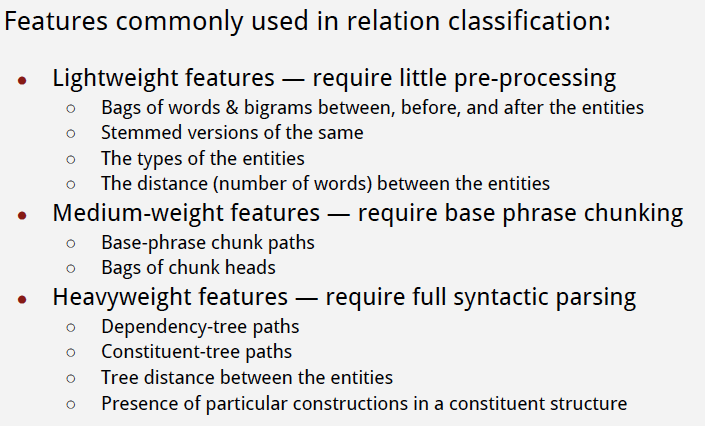 Features commonly used in relation classification:
● Lightweight features — require little pre-processing
○ Bags of words & bigrams between, before, and after the entities
○ Stemmed versions of the same
○ The types of the entities
○ The distance (number of words) between the entities
● Medium-weight features — require base phrase chunking
○ Base-phrase chunk paths
○ Bags of chunk heads
● Heavyweight features — require full syntactic parsing
○ Dependency-tree paths
○ Constituent-tree paths
○ Tree distance between the entities
○ Presence of particular constructions in a constituent structure